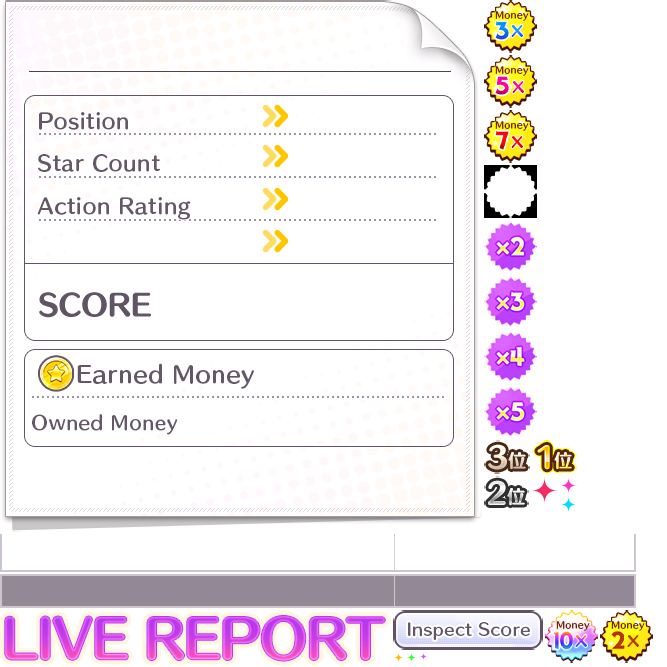 Position
Star Count
Action Rating
SCORE
Earned Money
Owned Money
Money
3×
Money
5×
Money
7×
×2
×3
×4
×5
3位 1位
2位
LIVE REPORT
Inspect Score
Money
10×
Money
2×